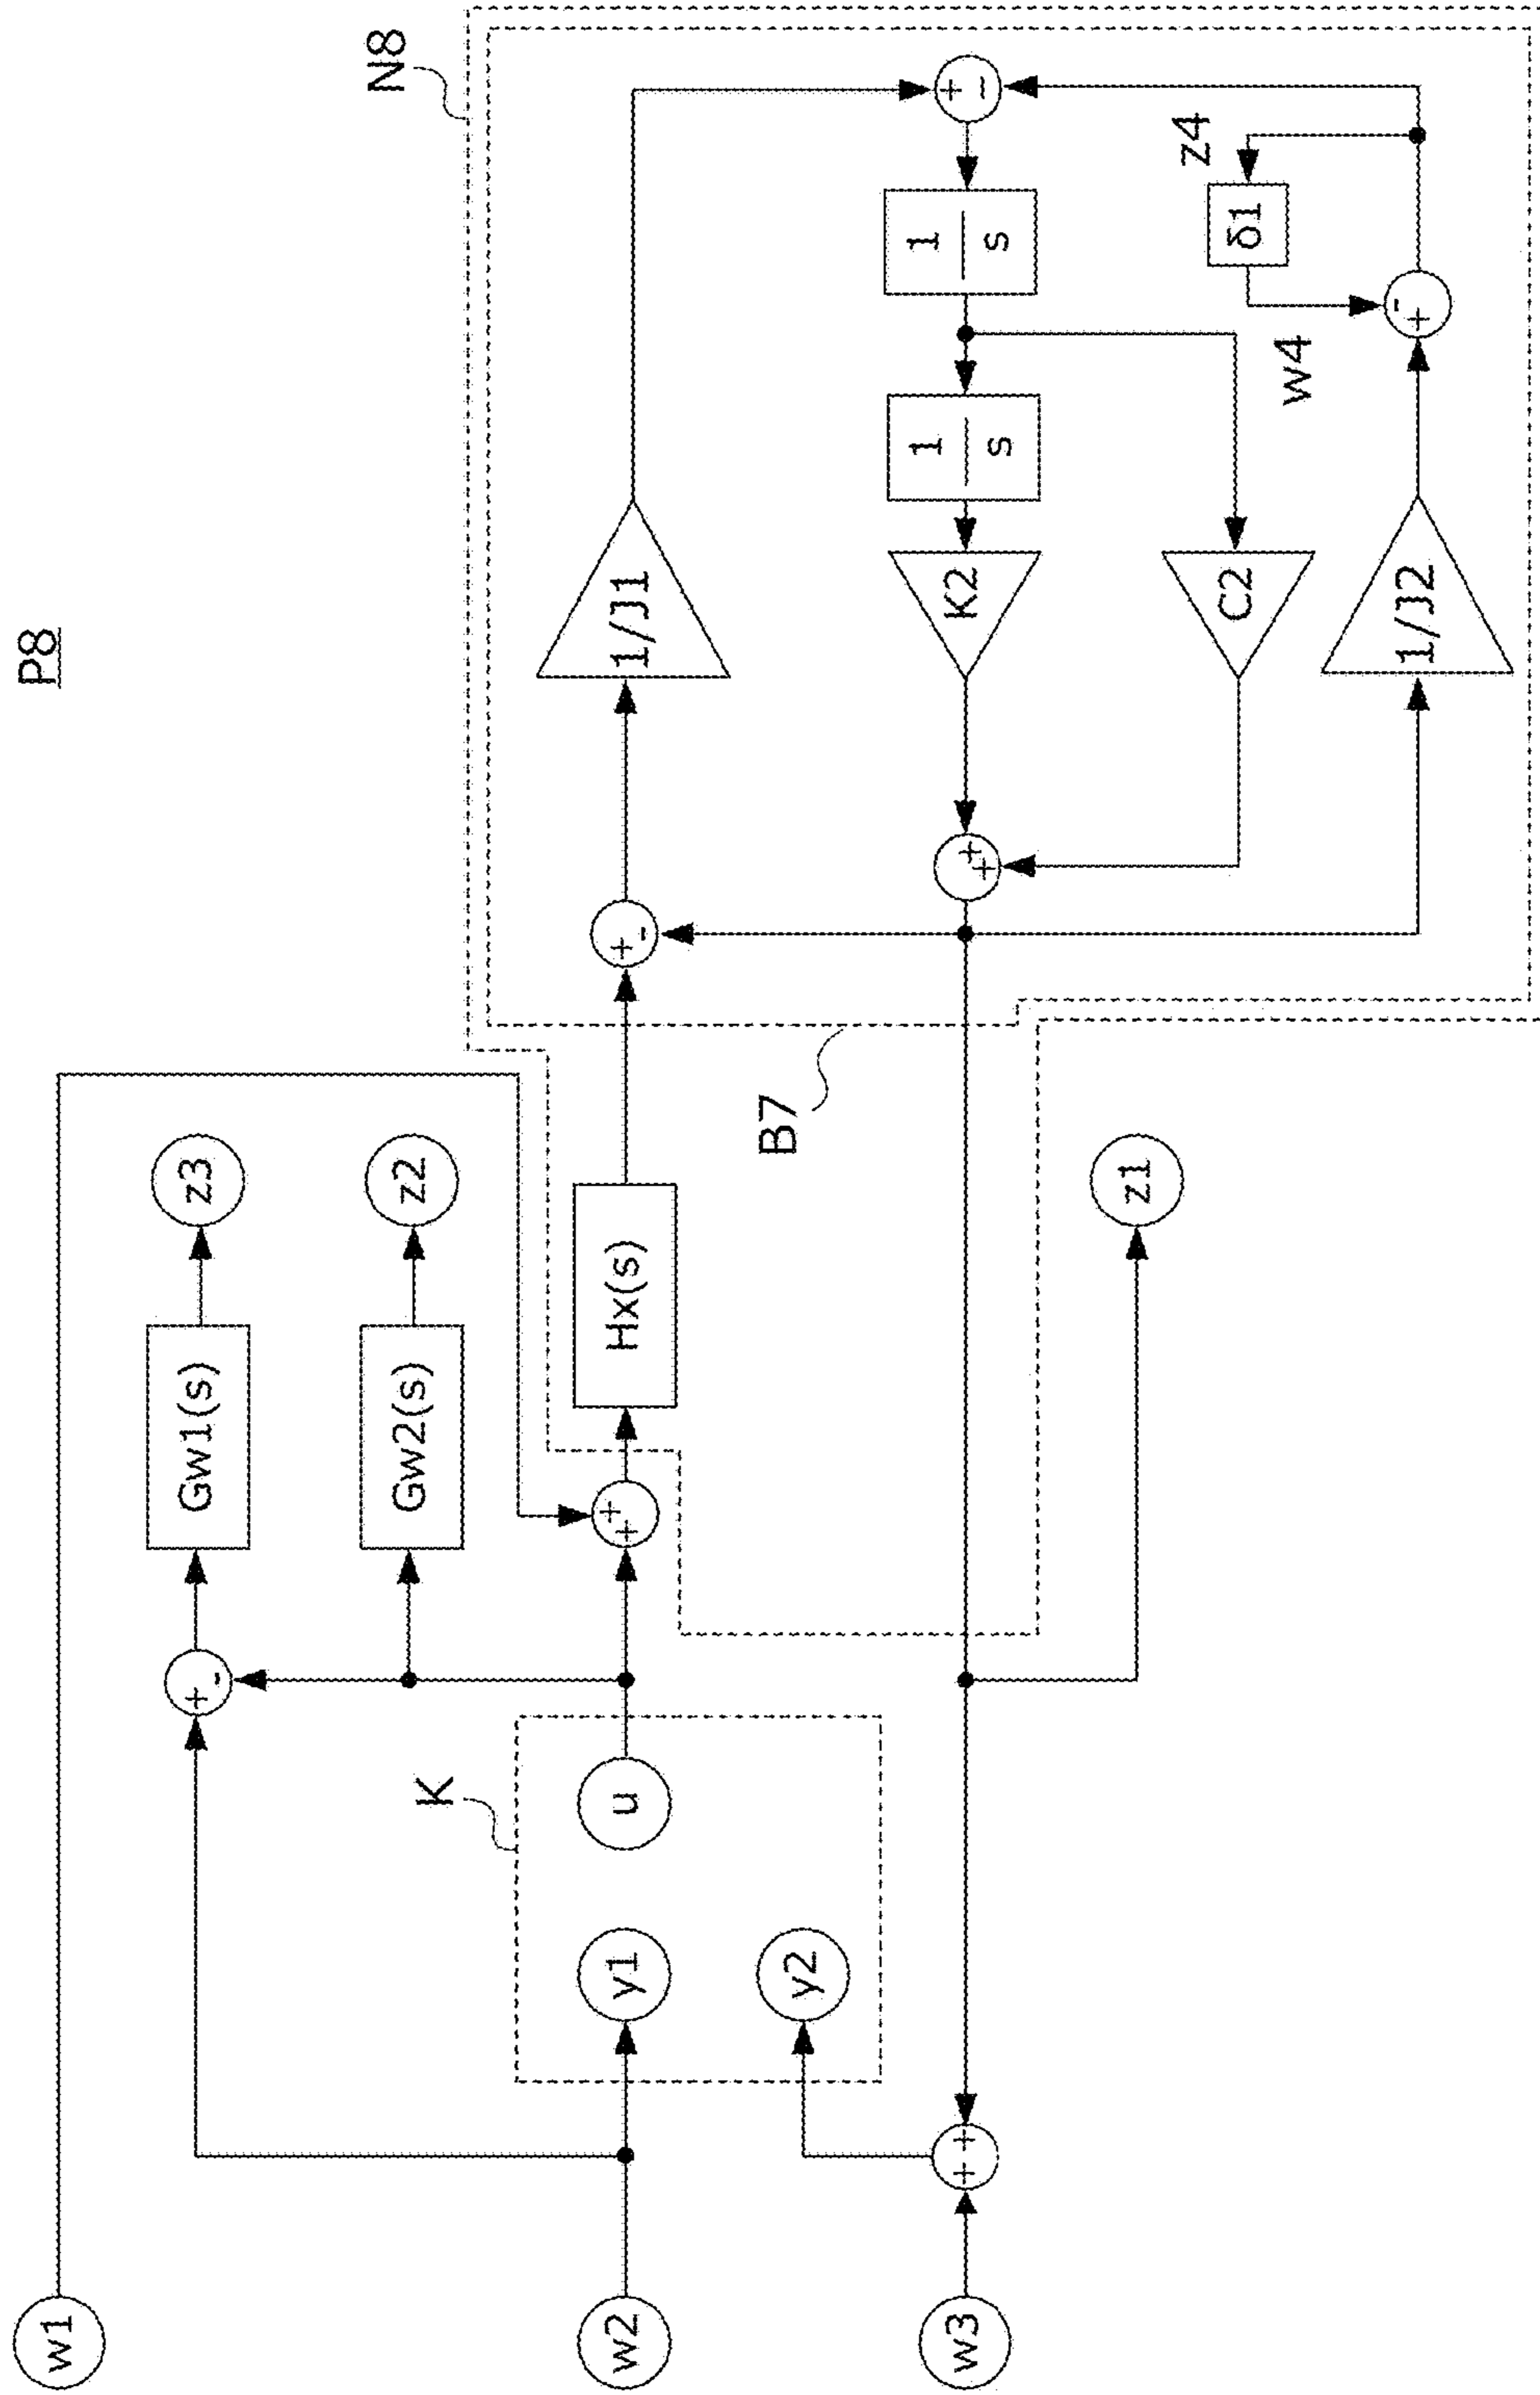 P8
N8
w1
Gw1(s)
z3
Gw2(s)
z2
+
-
K
w2
y1
u
+
+
Hx(s)
+
-
1/J1
y2
B7
w3
+
+
+
+
K2
1
s
1
s
+
-
z1
C2
w4
δ1
z4
1/J2
+
-